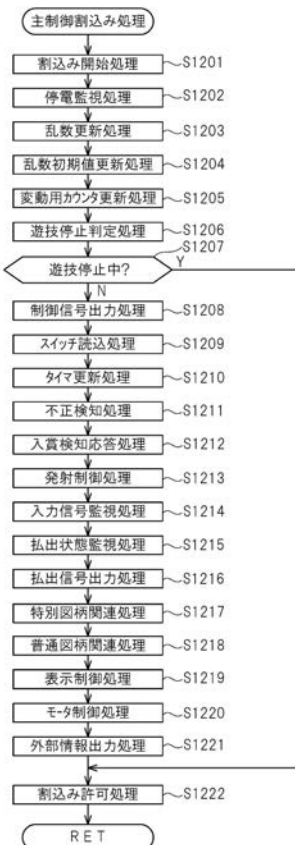 主制御割込み処理
割込み開始処理 S1201
停電監視処理 S1202
乱数更新処理 S1203
乱数初期値更新処理 S1204
変動用カウンタ更新処理 S1205
遊技停止判定処理 S1206
S1207
遊技停止中? Y
N
制御信号出力処理 S1208
スイッチ読込処理 S1209
タイマ更新処理 S1210
不正検知処理 S1211
入賞検知応答処理 S1212
発射制御処理 S1213
入力信号監視処理 S1214
払出状態監視処理 S1215
払出信号出力処理 S1216
特別図柄関連処理 S1217
普通図柄関連処理 S1218
表示制御処理 S1219
モータ制御処理 S1220
外部情報出力処理 S1221
割込み許可処理 S1222
RET